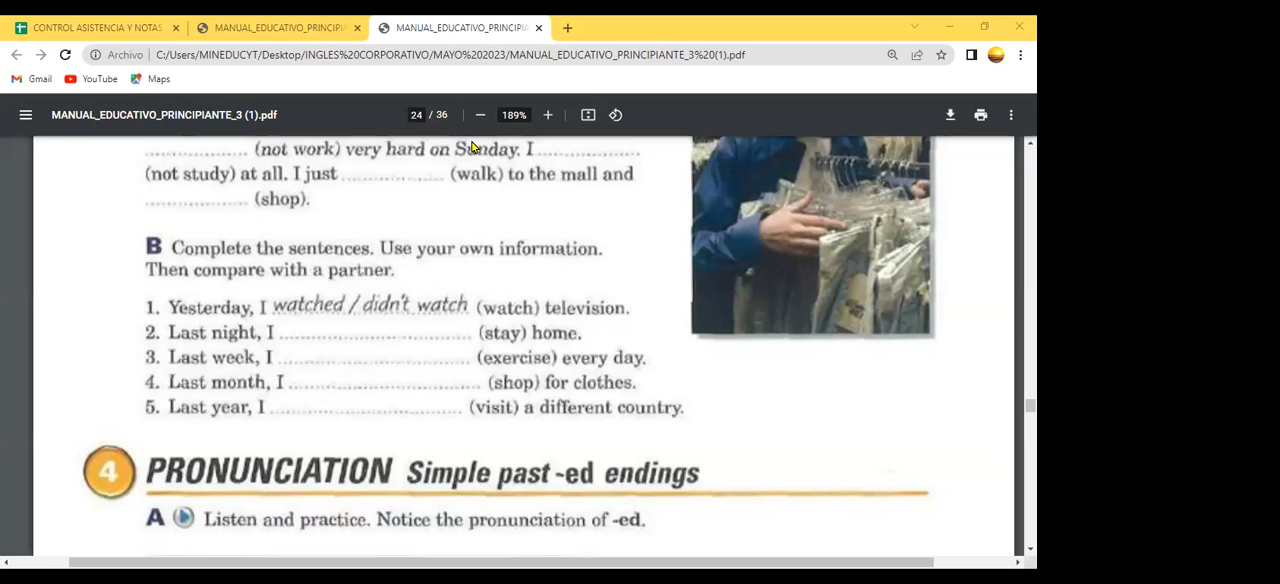 CONTROL ASISTENCIA Y NOTAS
MANUAL_EDUCATIVO_PRINCIPI
MANUAL_EDUCATIVO_PRINCIPI
Archivo C:/Users/MINEDUCYT/Desktop/INGLES%20CORPORATIVO/MAYO%202023/MANUAL_EDUCATIVO_PRINCIPIANTE_3%20(1).pdf
Gmail YouTube Maps
MANUAL_EDUCATIVO_PRINCIPIANTE_3 (1).pdf 24 / 36 189%
.................... (not work) very hard on Sunday. I ....................
(not study) at all. I just .................... (walk) to the mall and
.................... (shop).
B Complete the sentences. Use your own information.
Then compare with a partner.
1. Yesterday, I watched / didn't watch (watch) television.
2. Last night, I .................... (stay) home.
3. Last week, I .................... (exercise) every day.
4. Last month, I .................... (shop) for clothes.
5. Last year, I .................... (visit) a different country.
4 PRONUNCIATION Simple past -ed endings
A Listen and practice. Notice the pronunciation of -ed.